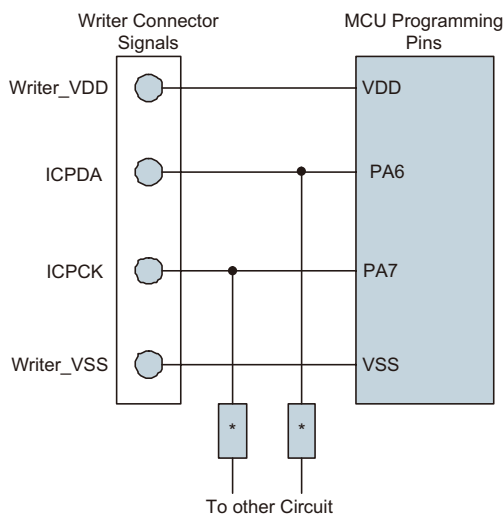 Writer Connector
Signals
MCU Programming
Pins
Writer_VDD
VDD
ICPDA
PA6
ICPCK
PA7
Writer_VSS
VSS
*
*
To other Circuit